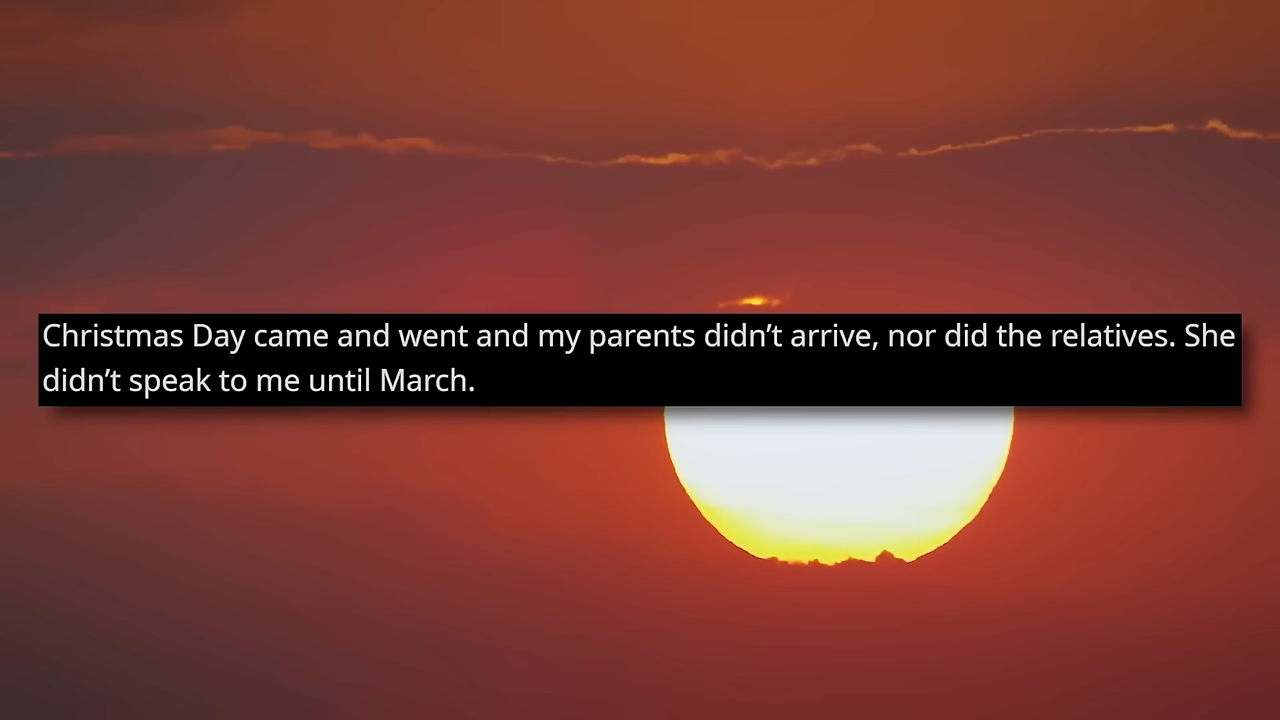 Christmas Day came and went and my parents didn’t arrive, nor did the relatives. She
didn’t speak to me until March.